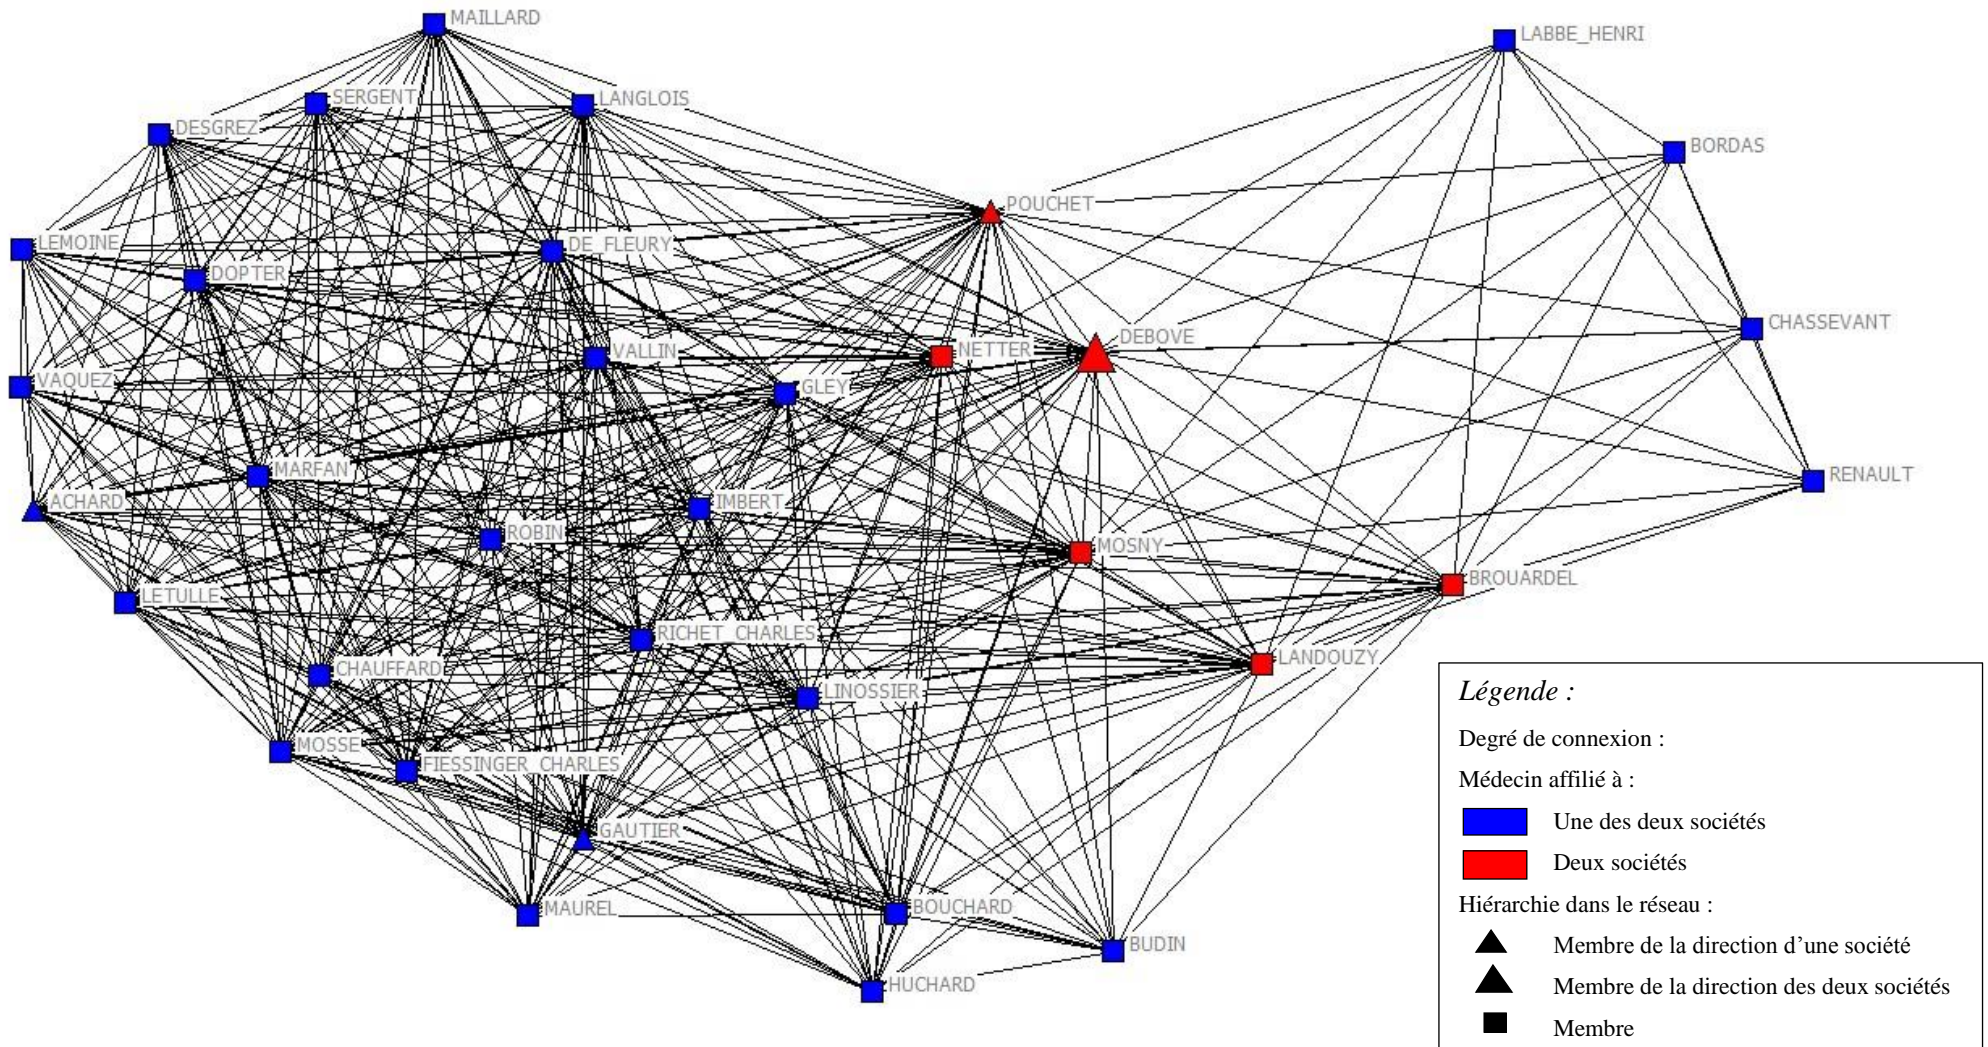 MAILLARD
LABBE_HENRI
SERGENT
LANGLOIS
DESGREZ
BORDAS
POUCHET
LEMOINE
DE_FLEURY
DOPTER
CHASSEVANT
DEBOVE
NETTER
VALLIN
VAQUEZ
GLEY
MARFAN
RENAULT
ACHARD
IMBERT
ROBIN
MOSNY
BROUARDEL
LETULLE
RICHET_CHARLES
LANDOUZY
CHAUFFARD
LINOSSIER
MOSSE
FIESSINGER_CHARLES
GAUTIER
MAUREL
BOUCHARD
BUDIN
HUCHARD
Légende :
Degré de connexion :
Médecin affilié à :
Une des deux sociétés
Deux sociétés
Hiérarchie dans le réseau :
Membre de la direction d’une société
Membre de la direction des deux sociétés
Membre